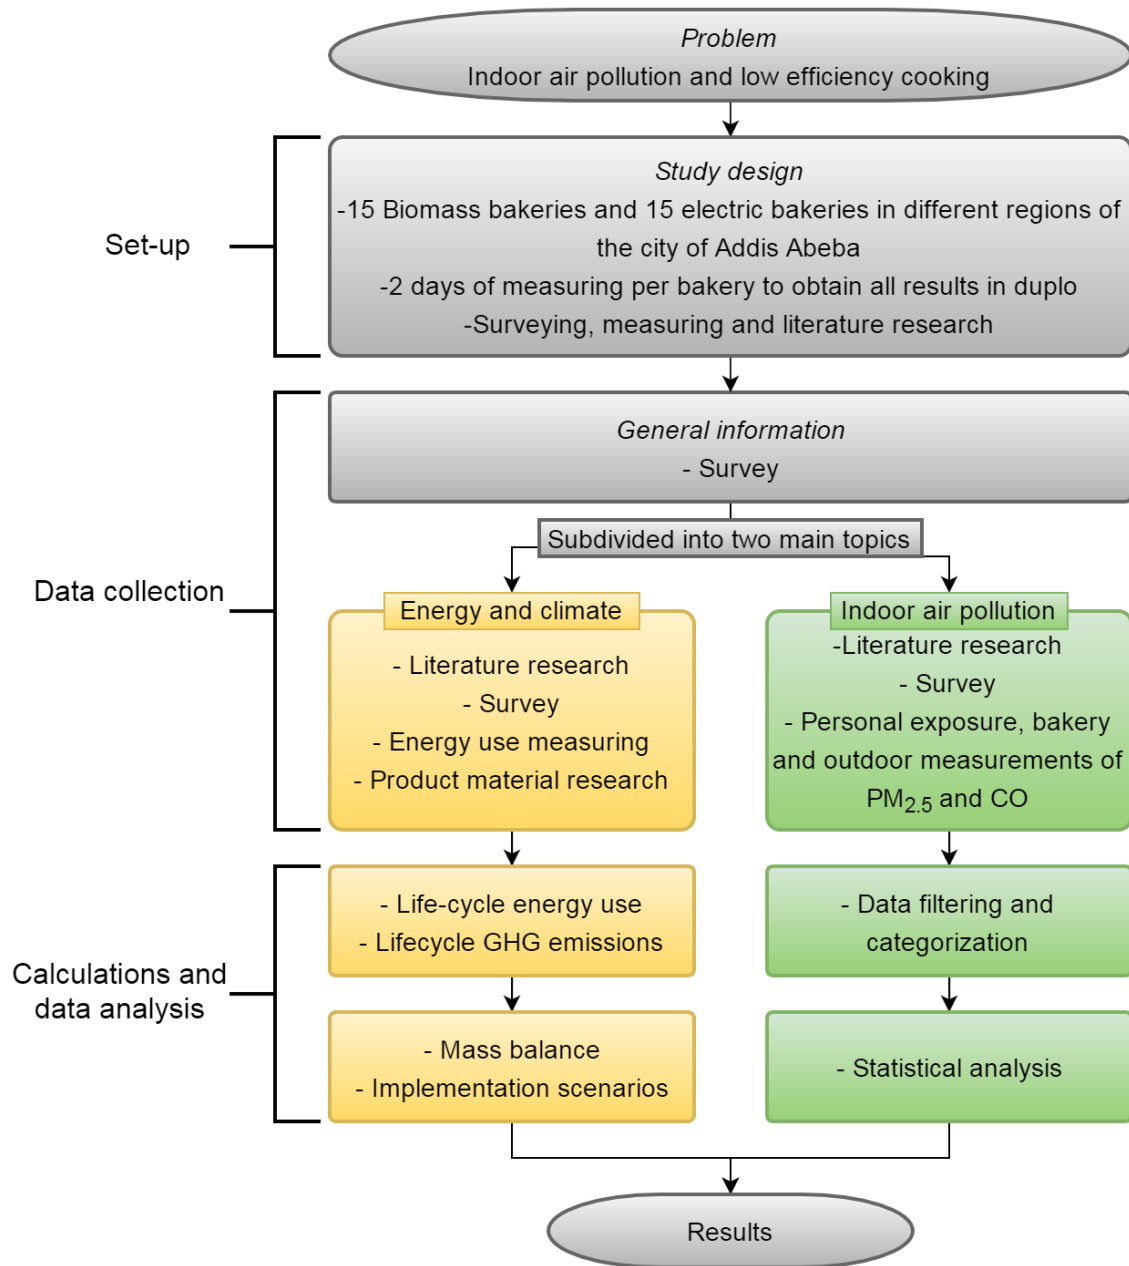 Problem
Indoor air pollution and low efficiency cooking
Set-up
Study design
-15 Biomass bakeries and 15 electric bakeries in different regions of
the city of Addis Abeba
-2 days of measuring per bakery to obtain all results in duplo
-Surveying, measuring and literature research
Data collection
General information
- Survey
Subdivided into two main topics
Energy and climate
- Literature research
- Survey
- Energy use measuring
- Product material research
Indoor air pollution
-Literature research
- Survey
- Personal exposure, bakery
and outdoor measurements of
PM2.5 and CO
Calculations and
data analysis
- Life-cycle energy use
- Lifecycle GHG emissions
- Data filtering and
categorization
- Mass balance
- Implementation scenarios
- Statistical analysis
Results